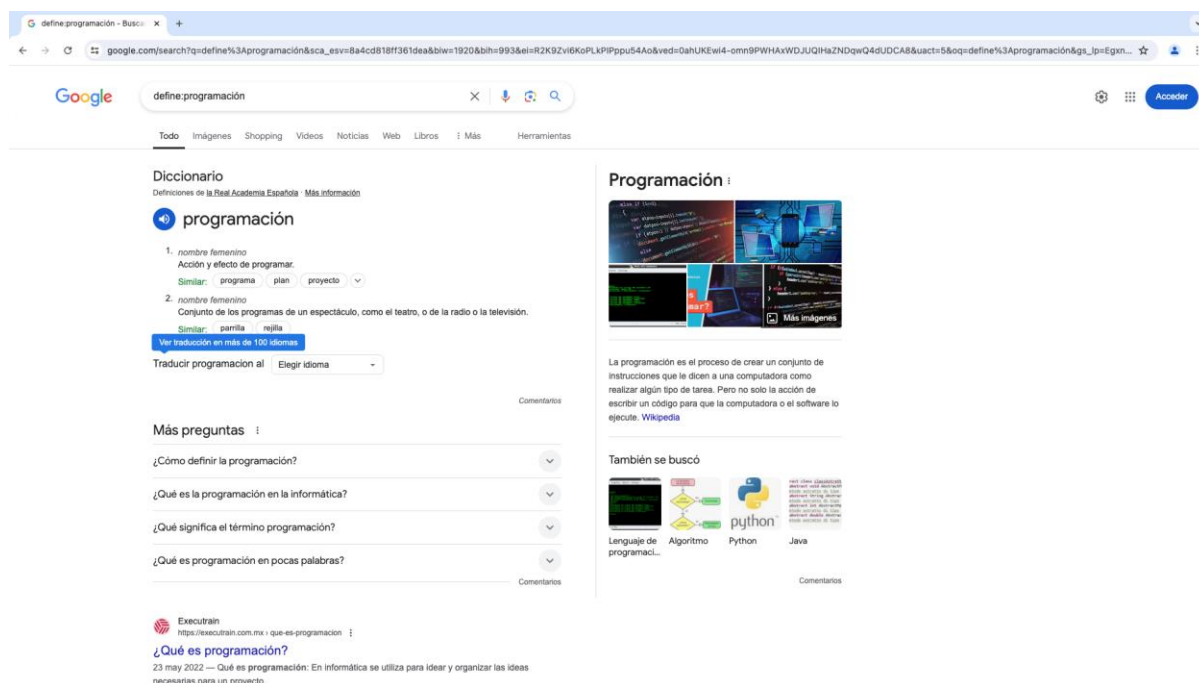 define:programación - Busca
google.com/search?q=define%3Aprogramación&sca_esv=8a4cd818ff361dea&biw=1920&bih=993&ei=R2K9Zvi6KoPLkPIPppu54Ao&ved=0ahUKEwi4-omn9PWHAxWDJUQIHaZNDqwQ4dUDCA8&uact=5&oq=define%3Aprogramación&gs_lp=Egxn...
Google
define:programación
Acceder
Todo Imágenes Shopping Videos Noticias Web Libros Más Herramientas
Diccionario
Definiciones de la Real Academia Española · Más información
programación
1. nombre femenino
Acción y efecto de programar.
Similar: programa plan proyecto
2. nombre femenino
Conjunto de los programas de un espectáculo, como el teatro, o de la radio o la televisión.
Similar: parrilla rejilla
Ver traducción en más de 100 idiomas
Traducir programacion al Elegir idioma
Comentarios
Más preguntas
¿Cómo definir la programación?
¿Qué es la programación en la informática?
¿Qué significa el término programación?
¿Qué es programación en pocas palabras?
Comentarios
Executrain
https://executrain.com.mx › que-es-programacion
¿Qué es programación?
23 may 2022 — Qué es programación: En informática se utiliza para idear y organizar las ideas
necesarias para un proyecto.
Programación
Más imágenes
La programación es el proceso de crear un conjunto de
instrucciones que le dicen a una computadora como
realizar algún tipo de tarea. Pero no solo la acción de
escribir un código para que la computadora o el software lo
ejecute. Wikipedia
También se buscó
python
Lenguaje de programaci...
Algoritmo
Python
Java
Comentarios